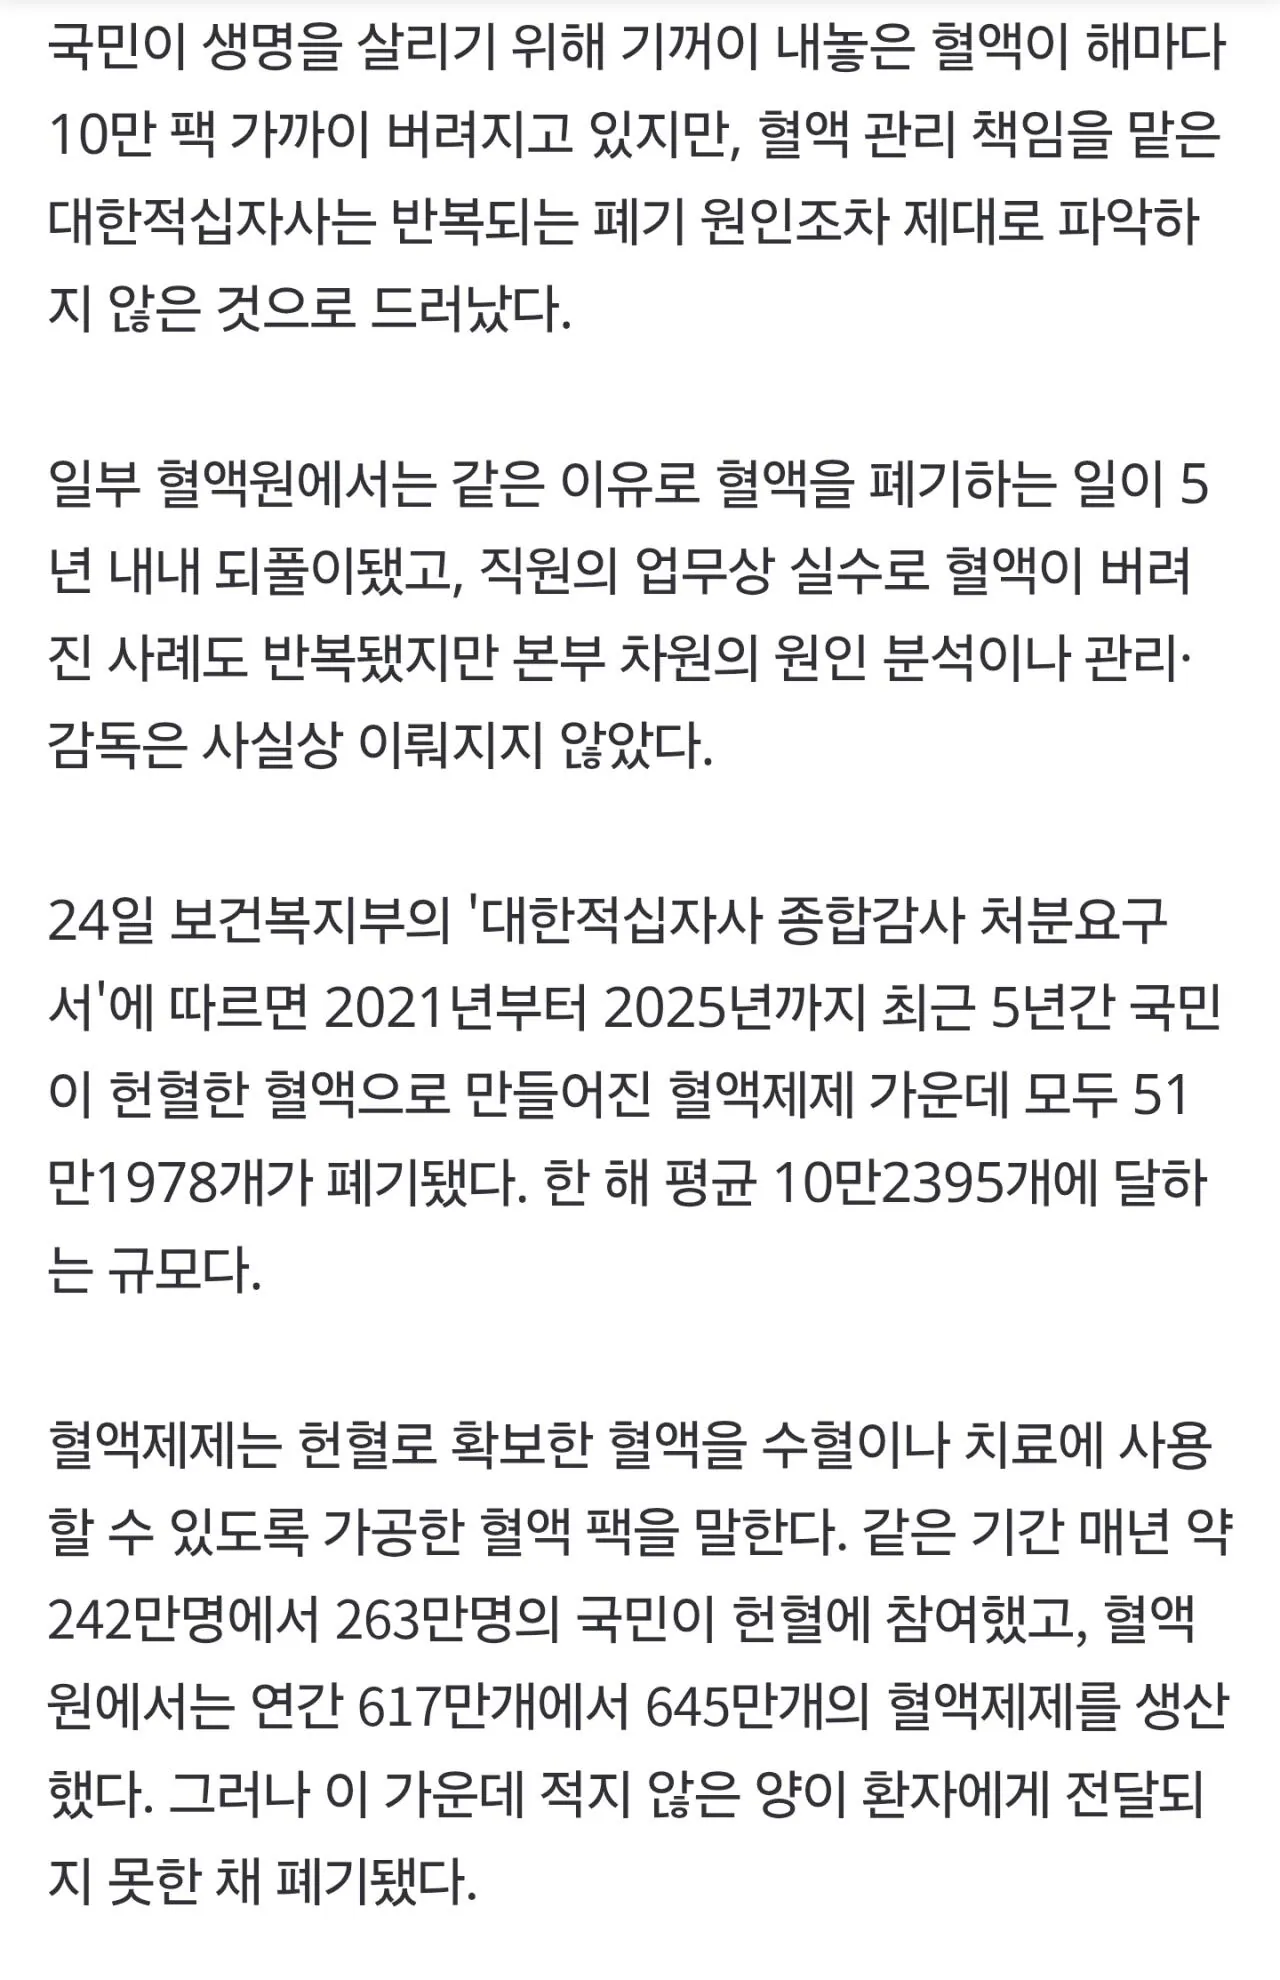 국민이 생명을 살리기 위해 기꺼이 내놓은 혈액이 해마다
10만 팩 가까이 버려지고 있지만, 혈액 관리 책임을 맡은
대한적십자사는 반복되는 폐기 원인조차 제대로 파악하
지 않은 것으로 드러났다.
일부 혈액원에서는 같은 이유로 혈액을 폐기하는 일이 5
년 내내 되풀이됐고, 직원의 업무상 실수로 혈액이 버려
진 사례도 반복됐지만 본부 차원의 원인 분석이나 관리·
감독은 사실상 이뤄지지 않았다.
24일 보건복지부의 '대한적십자사 종합감사 처분요구
서'에 따르면 2021년부터 2025년까지 최근 5년간 국민
이 헌혈한 혈액으로 만들어진 혈액제제 가운데 모두 51
만1978개가 폐기됐다. 한 해 평균 10만2395개에 달하
는 규모다.
혈액제제는 헌혈로 확보한 혈액을 수혈이나 치료에 사용
할 수 있도록 가공한 혈액 팩을 말한다. 같은 기간 매년 약
242만명에서 263만명의 국민이 헌혈에 참여했고, 혈액
원에서는 연간 617만개에서 645만개의 혈액제제를 생산
했다. 그러나 이 가운데 적지 않은 양이 환자에게 전달되
지 못한 채 폐기됐다.